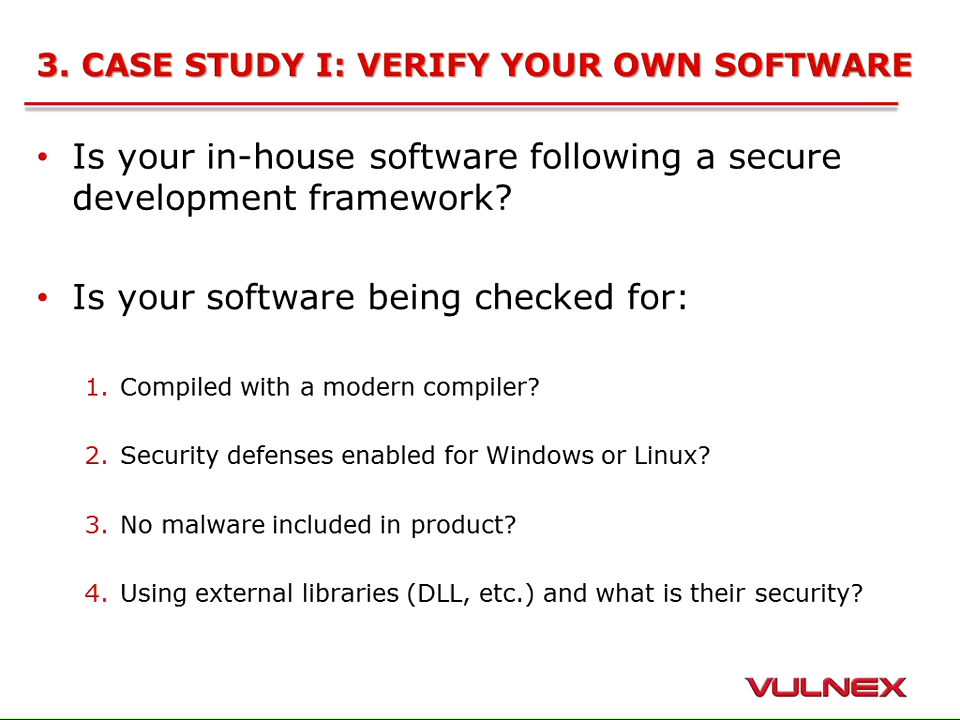 3. CASE STUDY I: VERIFY YOUR OWN SOFTWARE
• Is your in-house software following a secure
development framework?
• Is your software being checked for:
1. Compiled with a modern compiler?
2. Security defenses enabled for Windows or Linux?
3. No malware included in product?
4. Using external libraries (DLL, etc.) and what is their security?
VULNEX